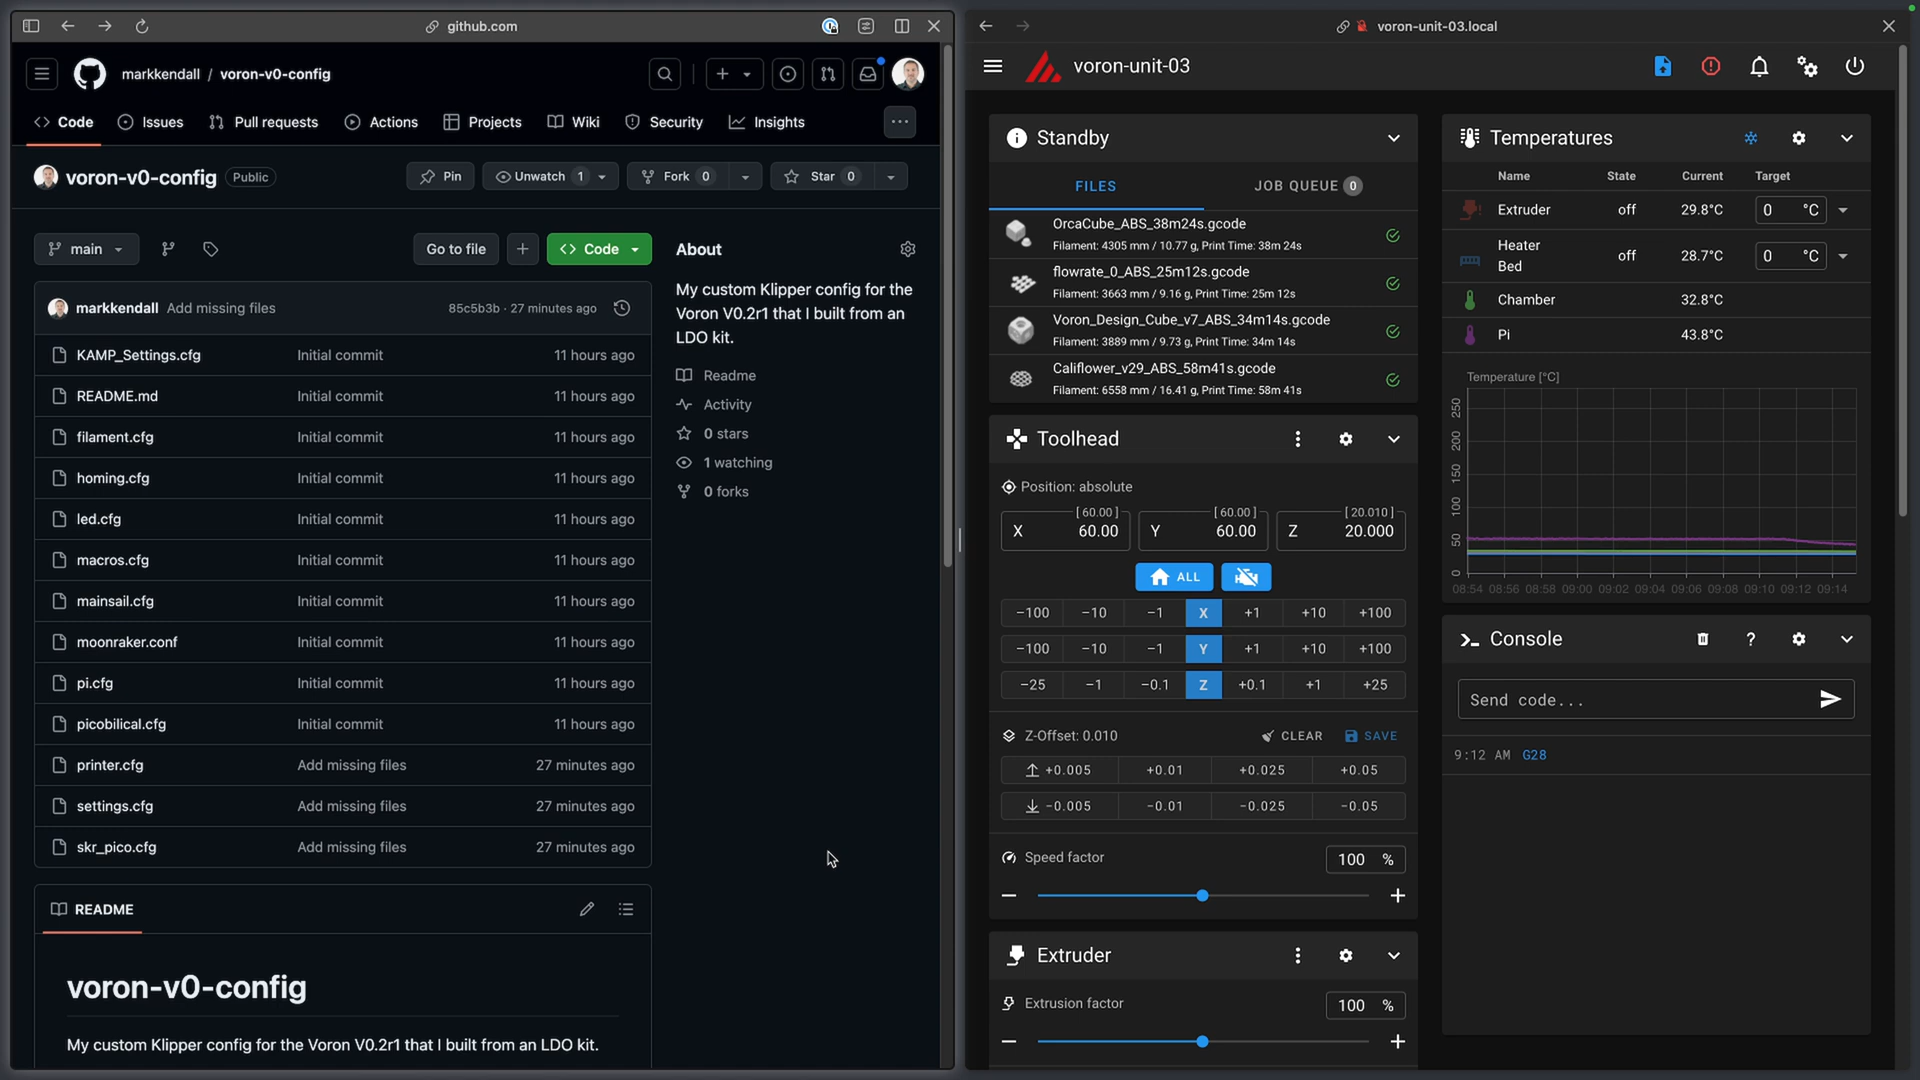 github.com
markkendall / voron-v0-config
Code
Issues
Pull requests
Actions
Projects
Wiki
Security
Insights
voron-v0-config
Public
Pin
Unwatch 1
Fork 0
Star 0
main
Go to file
Code
markkendall Add missing files 85c5b3b · 27 minutes ago
KAMP_Settings.cfg Initial commit 11 hours ago
README.md Initial commit 11 hours ago
filament.cfg Initial commit 11 hours ago
homing.cfg Initial commit 11 hours ago
led.cfg Initial commit 11 hours ago
macros.cfg Initial commit 11 hours ago
mainsail.cfg Initial commit 11 hours ago
moonraker.conf Initial commit 11 hours ago
pi.cfg Initial commit 11 hours ago
picobilical.cfg Initial commit 11 hours ago
printer.cfg Add missing files 27 minutes ago
settings.cfg Add missing files 27 minutes ago
skr_pico.cfg Add missing files 27 minutes ago
README
voron-v0-config
My custom Klipper config for the Voron V0.2r1 that I built from an LDO kit.
About
My custom Klipper config for the
Voron V0.2r1 that I built from an
LDO kit.
Readme
Activity
0 stars
1 watching
0 forks
voron-unit-03.local
voron-unit-03
Standby
FILES
JOB QUEUE 0
OrcaCube_ABS_38m24s.gcode
Filament: 4305 mm / 10.77 g, Print Time: 38m 24s
flowrate_0_ABS_25m12s.gcode
Filament: 3663 mm / 9.16 g, Print Time: 25m 12s
Voron_Design_Cube_v7_ABS_34m14s.gcode
Filament: 3889 mm / 9.73 g, Print Time: 34m 14s
Califlower_v29_ABS_58m41s.gcode
Filament: 6558 mm / 16.41 g, Print Time: 58m 41s
Toolhead
Position: absolute
[ 60.00 ] [ 60.00 ] [ 20.010 ]
X 60.00 Y 60.00 Z 20.000
ALL
−100 −10 −1 X +1 +10 +100
−100 −10 −1 Y +1 +10 +100
−25 −1 −0.1 Z +0.1 +1 +25
Z-Offset: 0.010
CLEAR
SAVE
+0.005 +0.01 +0.025 +0.05
−0.005 −0.01 −0.025 −0.05
Speed factor
100 %
Extruder
Extrusion factor
100 %
Temperatures
Name State Current Target
Extruder off 29.8°C 0 °C
Heater
Bed off 28.7°C 0 °C
Chamber 32.8°C
Pi 43.8°C
Temperature [°C]
250
200
150
100
50
0
08:54 08:56 08:58 09:00 09:02 09:04 09:06 09:08 09:10 09:12 09:14
Console
Send code...
9:12 AM G28